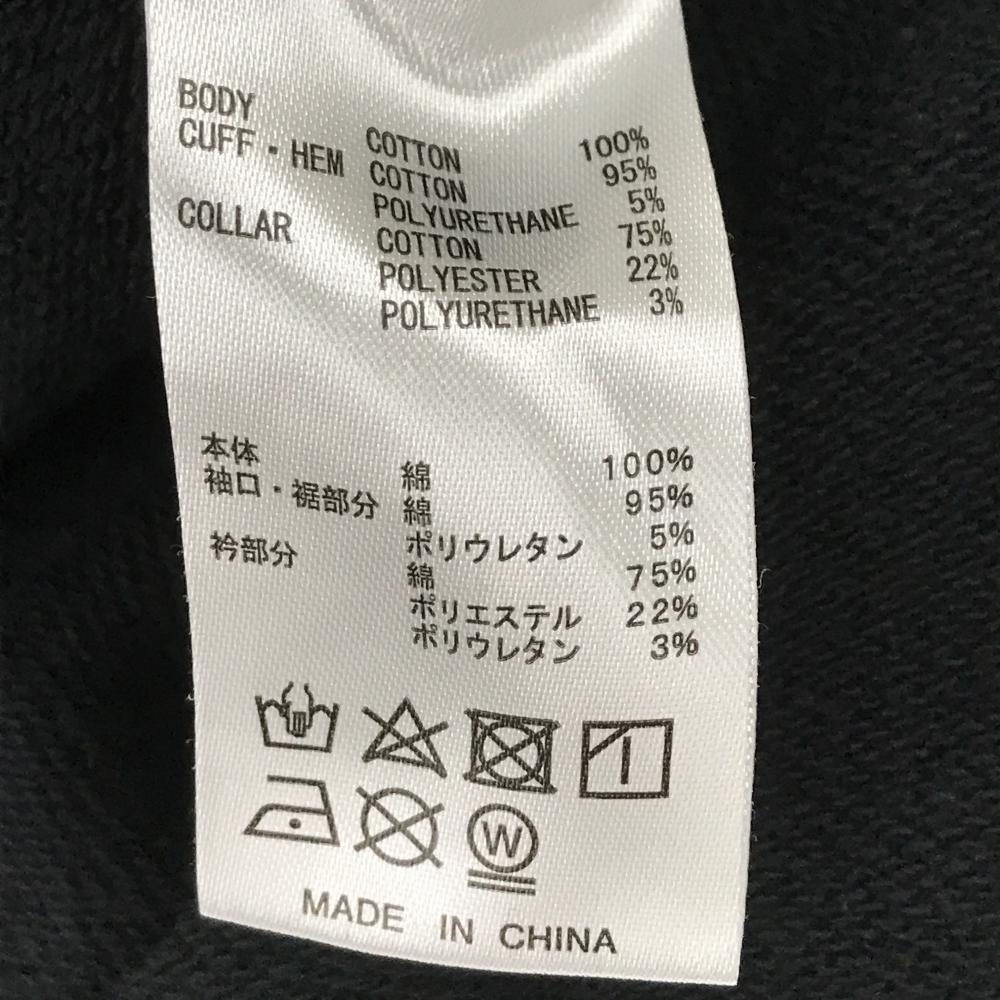 BODY COTTON 100%
CUFF・HEM COTTON 95%
POLYURETHANE 5%
COLLAR COTTON 75%
POLYESTER 22%
POLYURETHANE 3%
本体 綿 100%
袖口・裾部分 綿 95%
ポリウレタン 5%
衿部分 綿 75%
ポリエステル 22%
ポリウレタン 3%
W
MADE IN CHINA